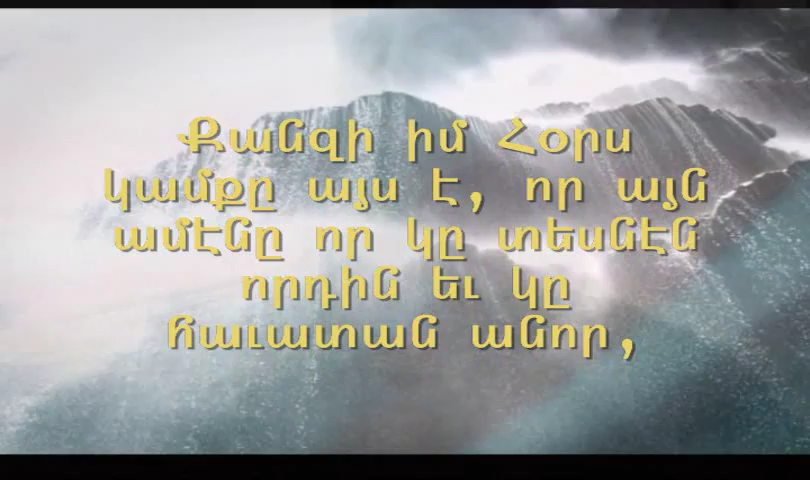 Քանզի իմ Հօրս
կամքը այս է, որ այն
ամէնը որ կը տեսնէն
որդին եւ կը
հաւատան անոր,